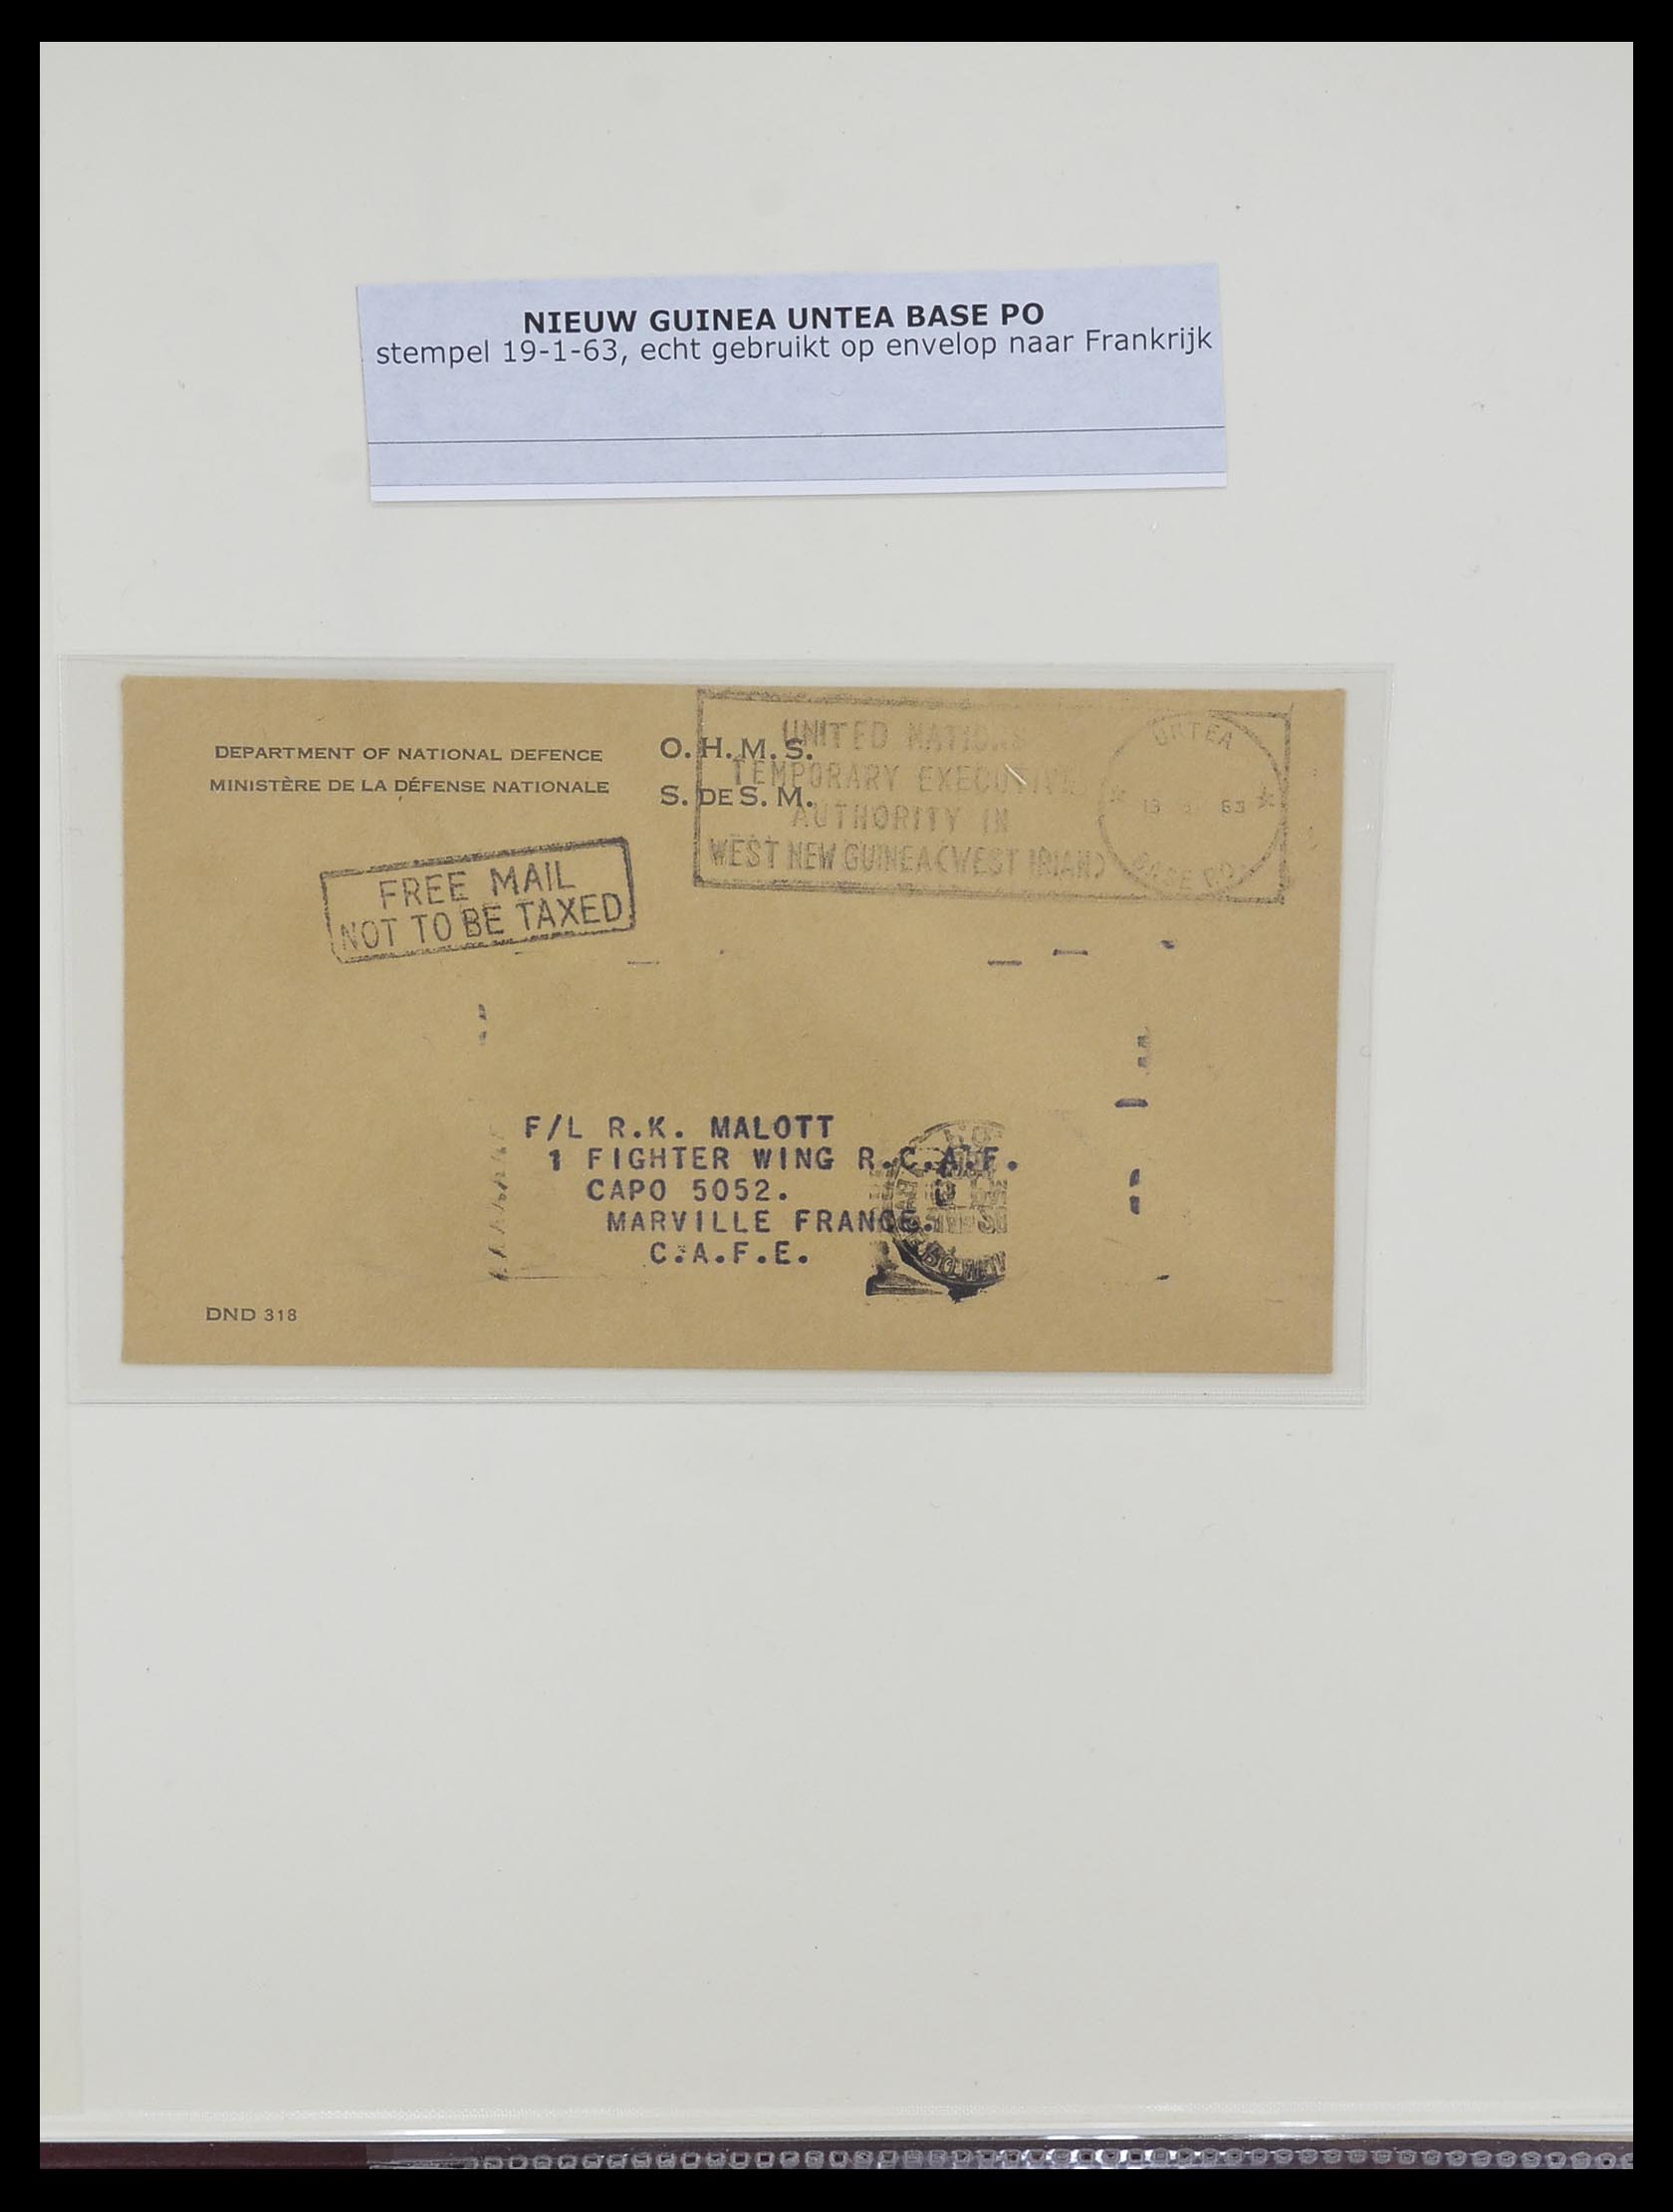 NIEUW GUINEA UNTEA BASE PO
stempel 19-1-63, echt gebruikt op envelop naar Frankrijk
DEPARTMENT OF NATIONAL DEFENCE
MINISTÈRE DE LA DÉFENSE NATIONALE
O.H.M.S.
S. DE S. M.
UNITED NATIONS
TEMPORARY EXECUTIVE
AUTHORITY IN
WEST NEW GUINEA (WEST IRIAN)
UNTEA
63
BASE PO
FREE MAIL
NOT TO BE TAXED
F/L R.K. MALOTT
1 FIGHTER WING R.C.A.F.
CAPO 5052.
MARVILLE FRANCE.
C.A.F.E.
DND 318